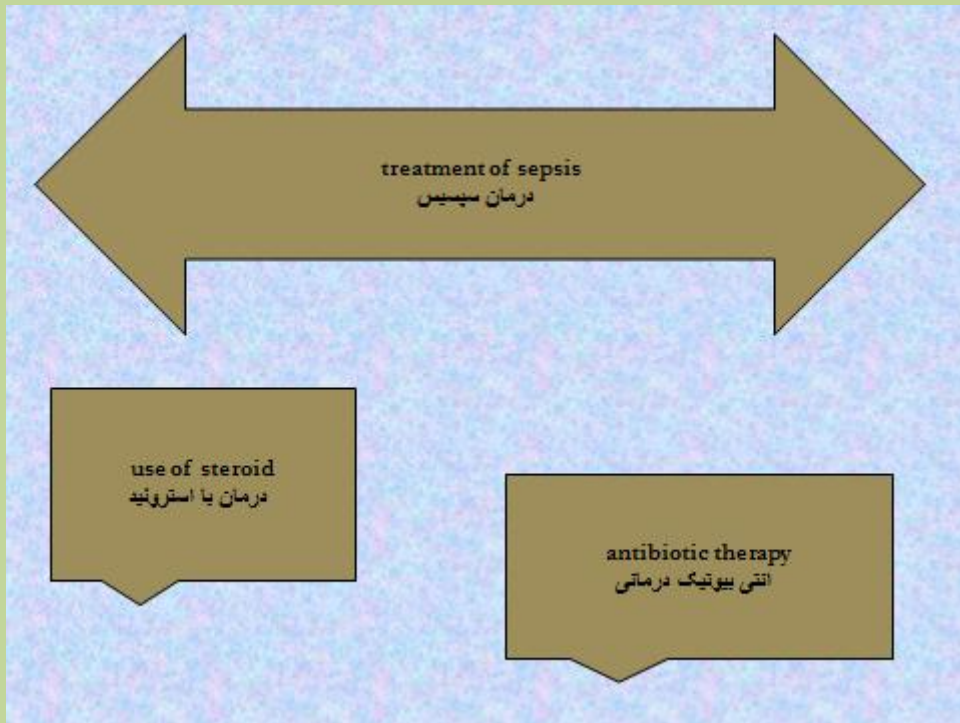 treatment of sepsis
درمان سپسیس
use of steroid
درمان با استروئید
antibiotic therapy
انتی بیوتیک درمانی